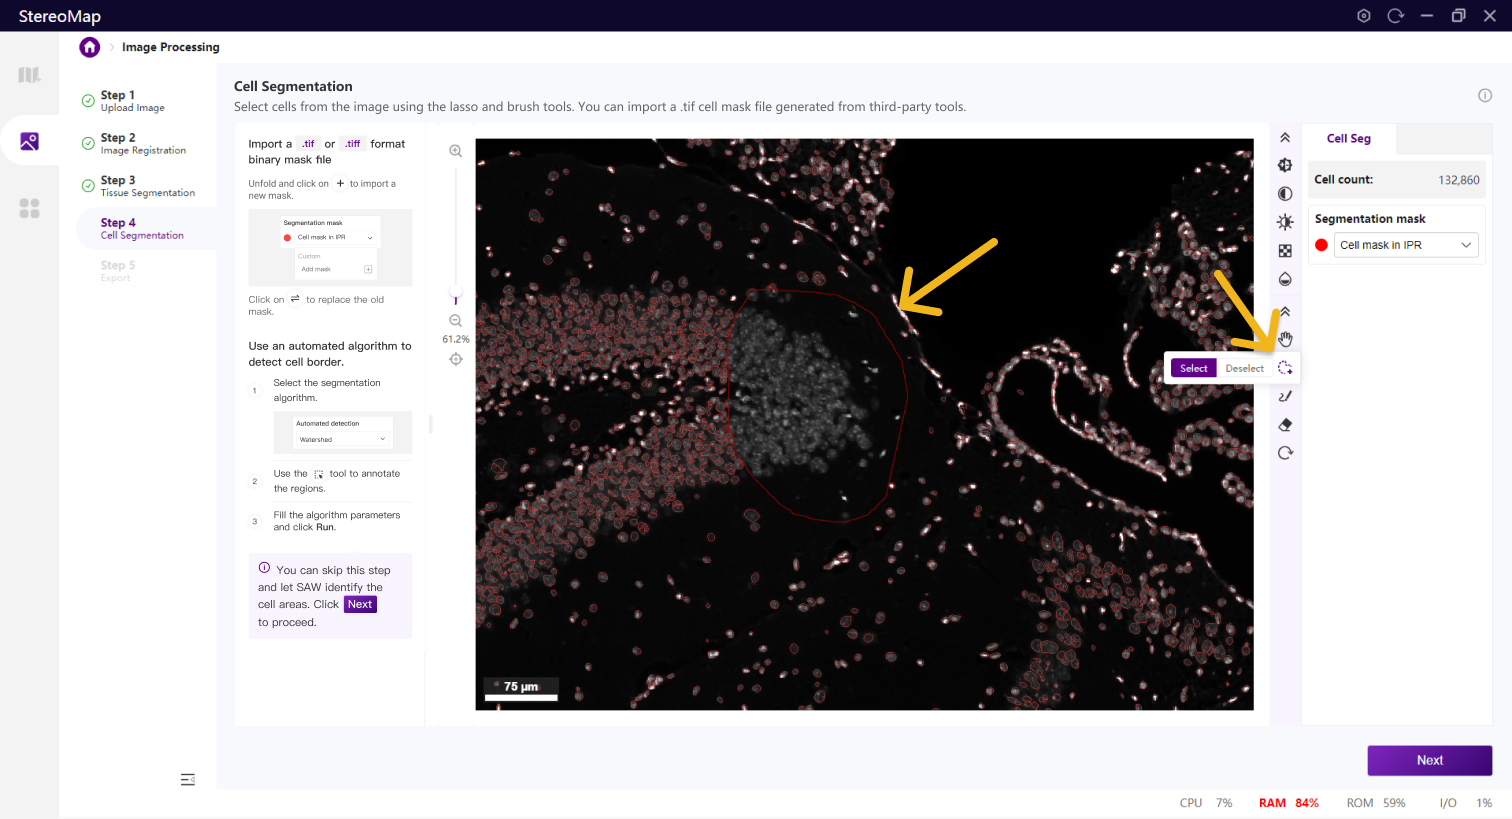 StereoMap
Image Processing
Step 1
Upload Image
Step 2
Image Registration
Step 3
Tissue Segmentation
Step 4
Cell Segmentation
Step 5
Export
Cell Segmentation
Select cells from the image using the lasso and brush tools. You can import a .tif cell mask file generated from third-party tools.
Import a .tif or .tiff format
binary mask file
Unfold and click on + to import a
new mask.
Segmentation mask
Cell mask in IPR
Custom
Add mask
Click on ⇌ to replace the old
mask.
Use an automated algorithm to
detect cell border.
1 Select the segmentation
algorithm.
Automated detection
Watershed
2 Use the tool to annotate
the regions.
3 Fill the algorithm parameters
and click Run.
You can skip this step
and let SAW identify the
cell areas. Click Next
to proceed.
61.2%
75 μm
Select Deselect
Cell Seg
Cell count: 132,860
Segmentation mask
Cell mask in IPR
Next
CPU 7% RAM 84% ROM 59% I/O 1%